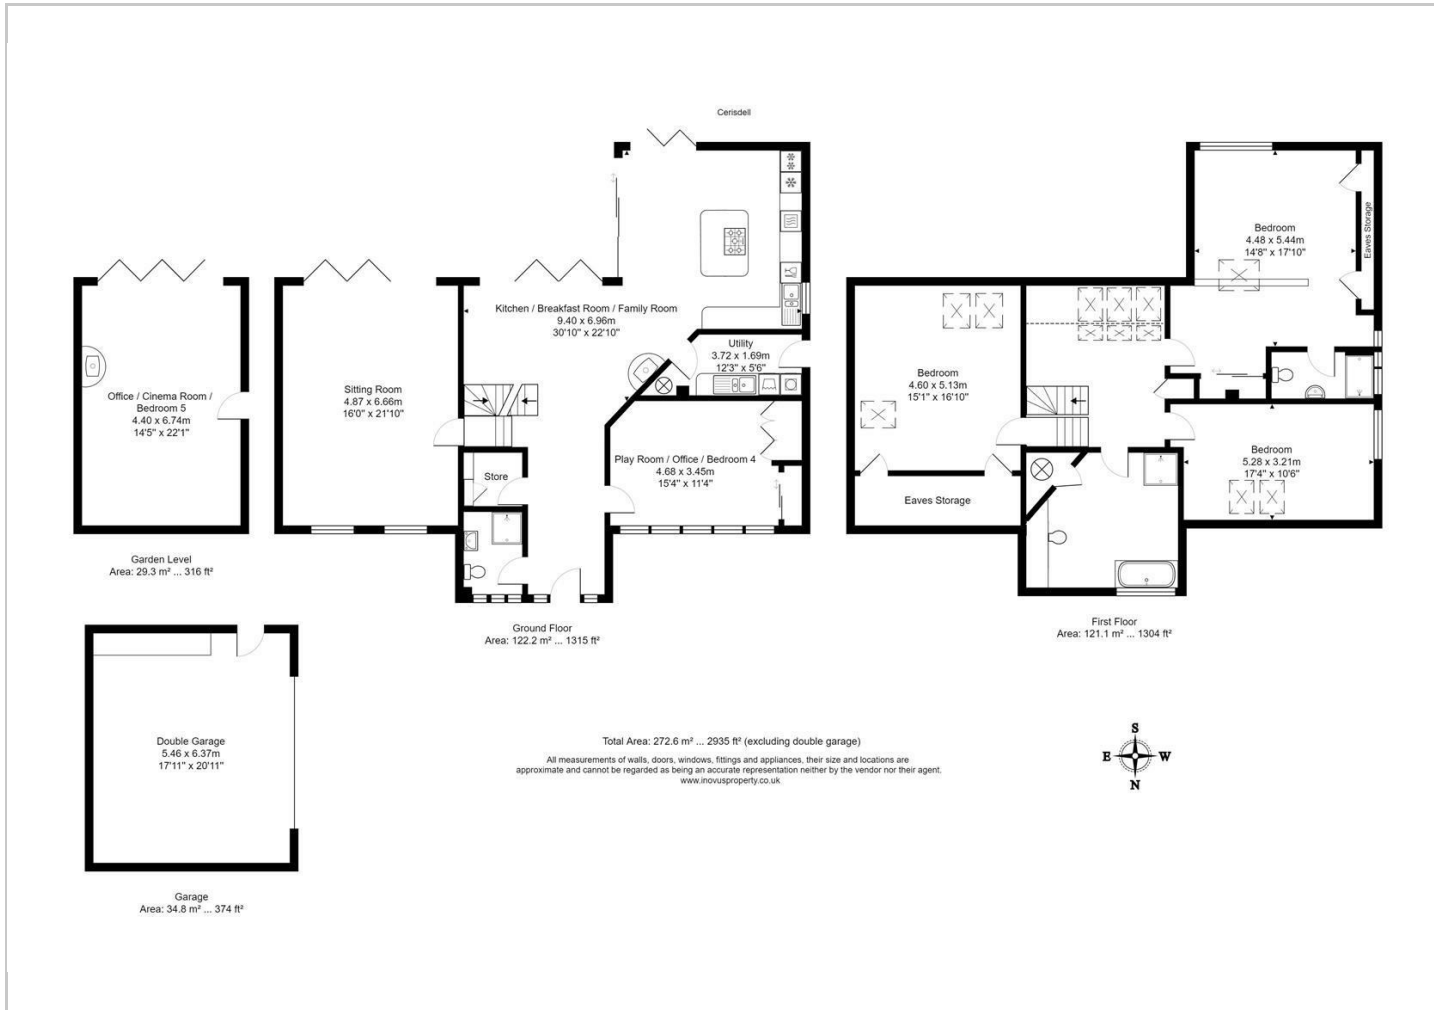 Cerisdell
Office / Cinema Room /
Bedroom 5
4.40 x 6.74m
14'5" x 22'1"
Garden Level
Area: 29.3 m² ... 316 ft²
Sitting Room
4.87 x 6.66m
16'0" x 21'10"
Kitchen / Breakfast Room / Family Room
9.40 x 6.96m
30'10" x 22'10"
Utility
3.72 x 1.69m
12'3" x 5'6"
Play Room / Office / Bedroom 4
4.68 x 3.45m
15'4" x 11'4"
Store
Ground Floor
Area: 122.2 m² ... 1315 ft²
Bedroom
4.48 x 5.44m
14'8" x 17'10"
Eaves Storage
Bedroom
4.60 x 5.13m
15'1" x 16'10"
Eaves Storage
Bedroom
5.28 x 3.21m
17'4" x 10'6"
First Floor
Area: 121.1 m² ... 1304 ft²
Double Garage
5.46 x 6.37m
17'11" x 20'11"
Garage
Area: 34.8 m² ... 374 ft²
Total Area: 272.6 m² ... 2935 ft² (excluding double garage)
All measurements of walls, doors, windows, fittings and appliances, their size and locations are
approximate and cannot be regarded as being an accurate representation neither by the vendor nor their agent.
www.inovusproperty.co.uk
S
E W
N